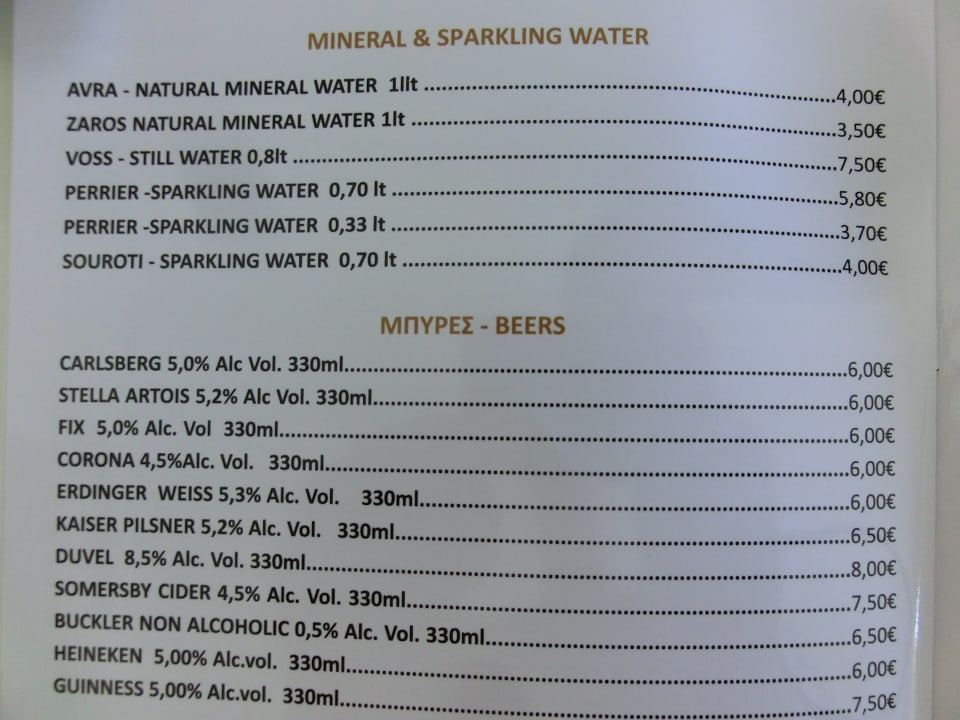 MINERAL & SPARKLING WATER
AVRA - NATURAL MINERAL WATER 1llt ....................................................................4,00€
ZAROS NATURAL MINERAL WATER 1lt ......................................................................3,50€
VOSS - STILL WATER 0,8lt ..........................................................................................7,50€
PERRIER -SPARKLING WATER 0,70 lt .........................................................................5,80€
PERRIER -SPARKLING WATER 0,33 lt .........................................................................3,70€
SOUROTI - SPARKLING WATER 0,70 lt .......................................................................4,00€
ΜΠΥΡΕΣ - BEERS
CARLSBERG 5,0% Alc Vol. 330ml..................................................................................6,00€
STELLA ARTOIS 5,2% Alc Vol. 330ml.............................................................................6,00€
FIX 5,0% Alc. Vol 330ml.............................................................................................6,00€
CORONA 4,5%Alc. Vol. 330ml.....................................................................................6,00€
ERDINGER WEISS 5,3% Alc. Vol. 330ml......................................................................6,00€
KAISER PILSNER 5,2% Alc. Vol. 330ml.........................................................................6,50€
DUVEL 8,5% Alc. Vol. 330ml........................................................................................8,00€
SOMERSBY CIDER 4,5% Alc. Vol. 330ml........................................................................7,50€
BUCKLER NON ALCOHOLIC 0,5% Alc. Vol. 330ml...........................................................6,50€
HEINEKEN 5,00% Alc.vol. 330ml..................................................................................6,00€
GUINNESS 5,00% Alc.vol. 330ml...................................................................................7,50€